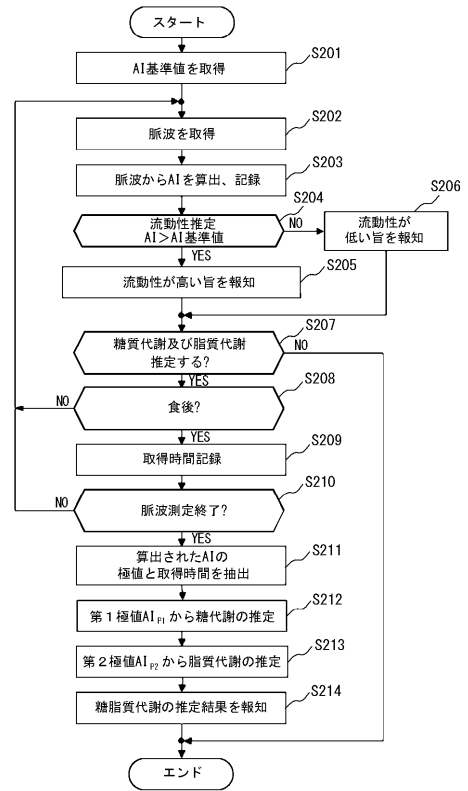 スタート
S201
AI基準値を取得
S202
脈波を取得
S203
脈波からAIを算出、記録
S204
流動性推定
AI>AI基準値
NO
S206
流動性が
低い旨を報知
YES
S205
流動性が高い旨を報知
S207
糖質代謝及び脂質代謝
推定する?
NO
YES
S208
食後?
NO
YES
S209
取得時間記録
S210
脈波測定終了?
NO
YES
S211
算出されたAIの
極値と取得時間を抽出
S212
第1極値AIP1から糖代謝の推定
S213
第2極値AIP2から脂質代謝の推定
S214
糖脂質代謝の推定結果を報知
エンド